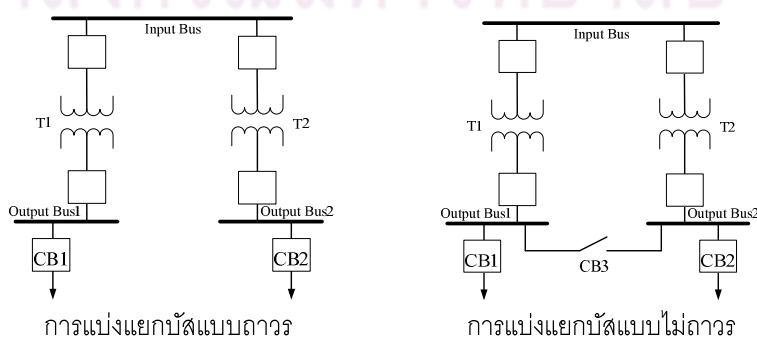 Input Bus
T1
T2
Output Bus1
Output Bus2
CB1
CB2
การแบ่งแยกบัสแบบถาวร
Input Bus
T1
T2
Output Bus1
Output Bus2
CB1
CB3
CB2
การแบ่งแยกบัสแบบไม่ถาวร